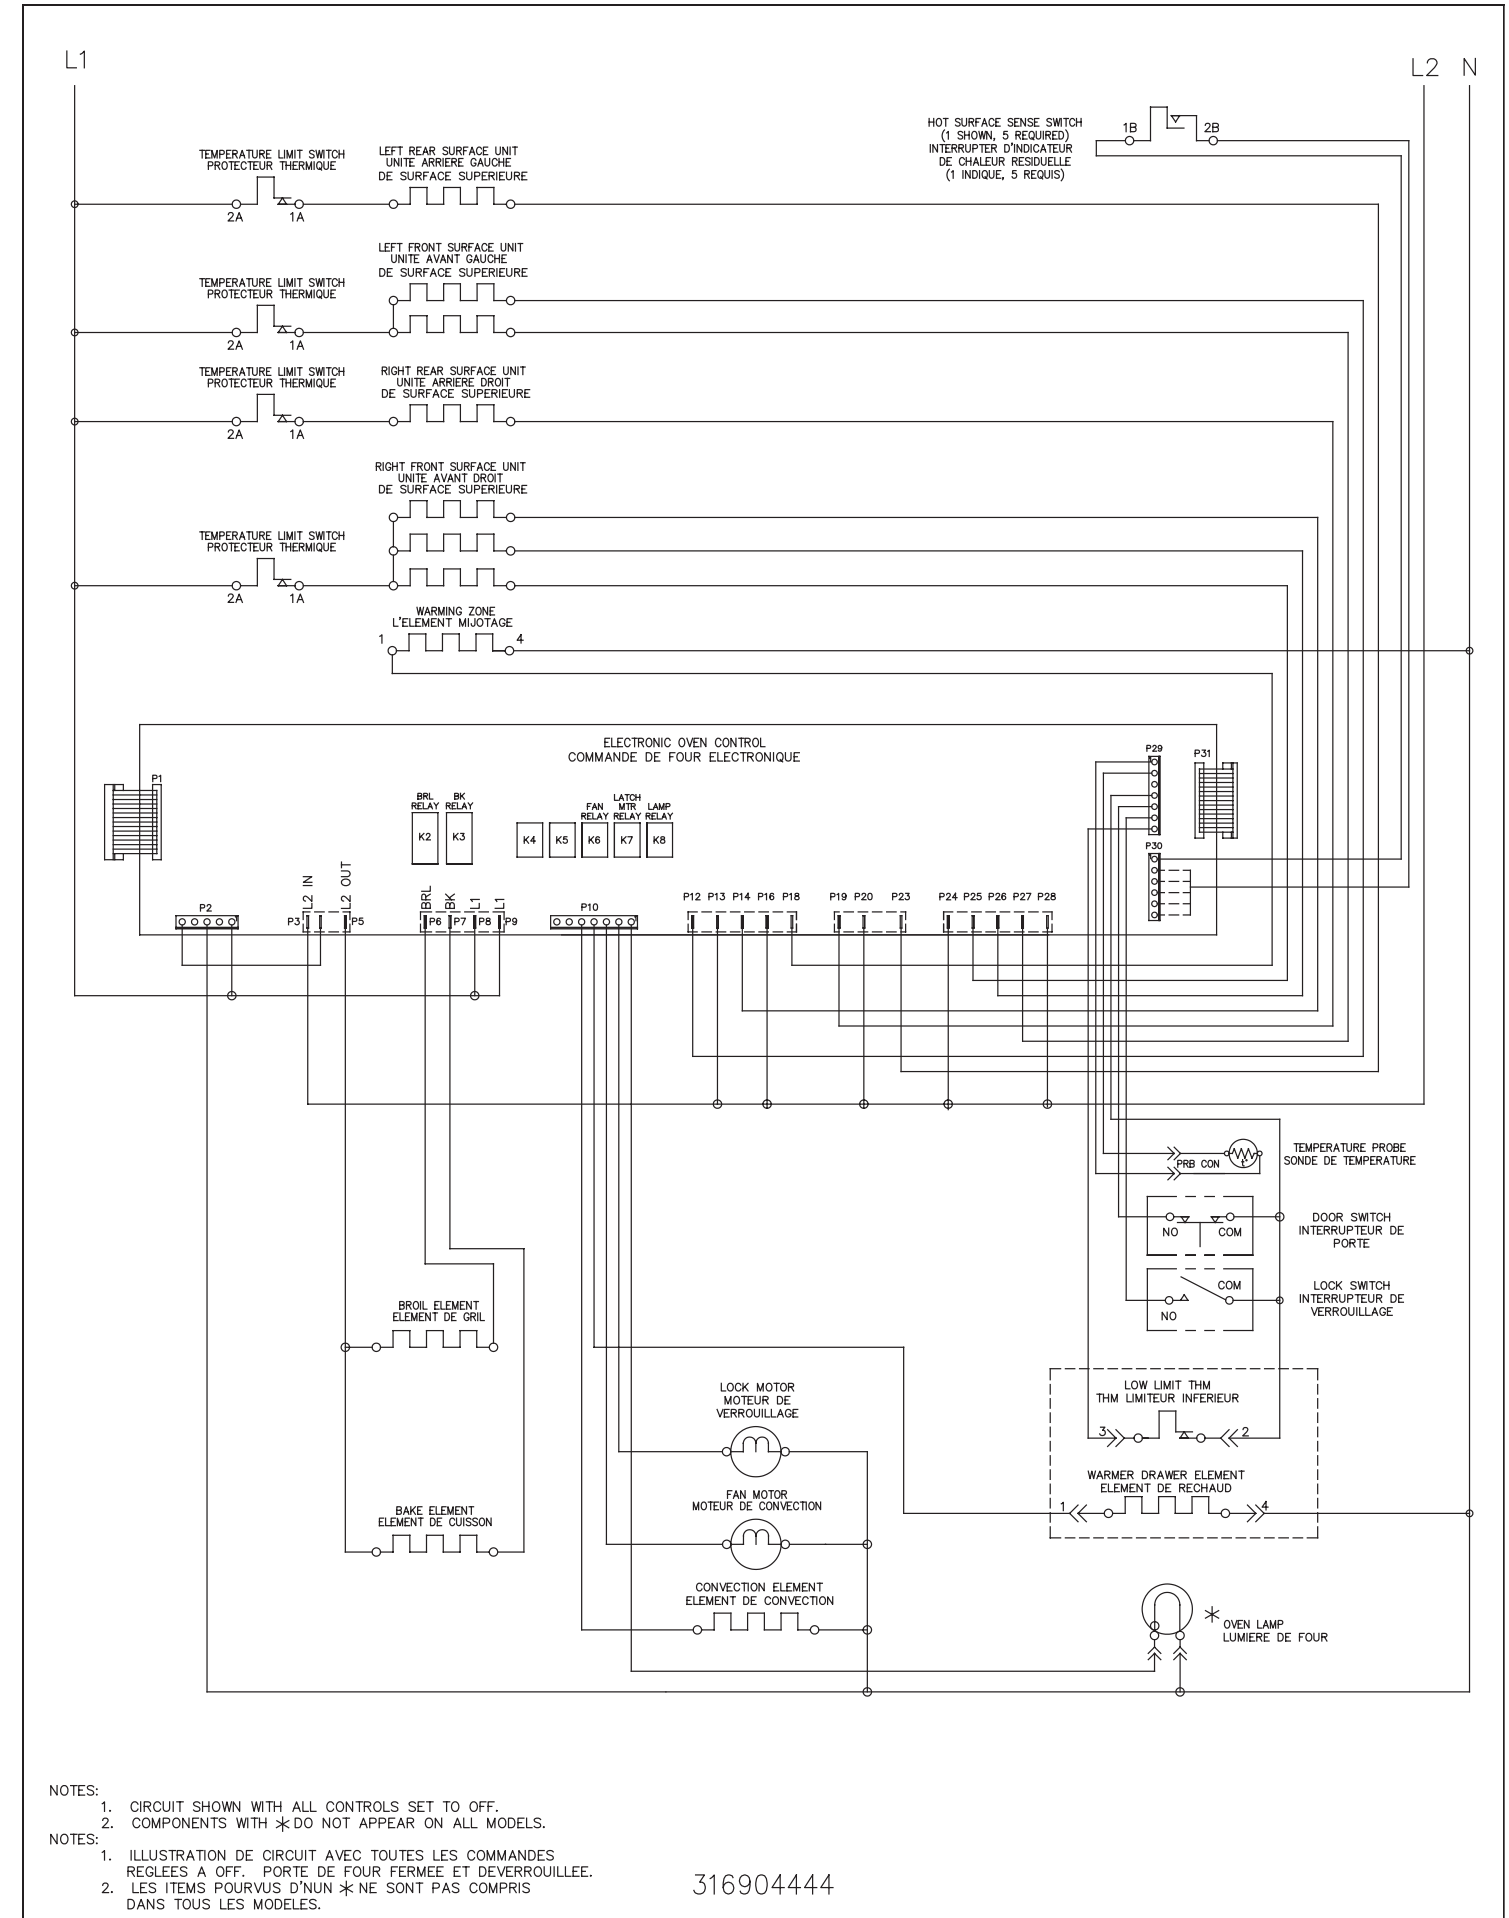 L1
L2 N
HOT SURFACE SENSE SWITCH
(1 SHOWN, 5 REQUIRED)
INTERRUPTER D'INDICATEUR
DE CHALEUR RESIDUELLE
(1 INDIQUE, 5 REQUIS)
1B
2B
TEMPERATURE LIMIT SWITCH
PROTECTEUR THERMIQUE
2A
1A
LEFT REAR SURFACE UNIT
UNITE ARRIERE GAUCHE
DE SURFACE SUPERIEURE
LEFT FRONT SURFACE UNIT
UNITE AVANT GAUCHE
DE SURFACE SUPERIEURE
TEMPERATURE LIMIT SWITCH
PROTECTEUR THERMIQUE
2A
1A
TEMPERATURE LIMIT SWITCH
PROTECTEUR THERMIQUE
2A
1A
RIGHT REAR SURFACE UNIT
UNITE ARRIERE DROIT
DE SURFACE SUPERIEURE
RIGHT FRONT SURFACE UNIT
UNITE AVANT DROIT
DE SURFACE SUPERIEURE
TEMPERATURE LIMIT SWITCH
PROTECTEUR THERMIQUE
2A
1A
WARMING ZONE
L'ELEMENT MIJOTAGE
1
4
ELECTRONIC OVEN CONTROL
COMMANDE DE FOUR ELECTRONIQUE
P1
P29
P31
P30
BRL
RELAY
K2
BK
RELAY
K3
K4
K5
FAN
RELAY
K6
LATCH
MTR
RELAY
K7
LAMP
RELAY
K8
P2
L2 IN
L2 OUT
P3
P5
BRL
BK
L1
L1
P6 P7 P8 P9
P10
P12 P13 P14 P16 P18
P19 P20 P23
P24 P25 P26 P27 P28
PRB CON
TEMPERATURE PROBE
SONDE DE TEMPERATURE
NO
COM
DOOR SWITCH
INTERRUPTEUR DE
PORTE
COM
NO
LOCK SWITCH
INTERRUPTEUR DE
VERROUILLAGE
BROIL ELEMENT
ELEMENT DE GRIL
LOCK MOTOR
MOTEUR DE
VERROUILLAGE
LOW LIMIT THM
THM LIMITEUR INFERIEUR
3
2
WARMER DRAWER ELEMENT
ELEMENT DE RECHAUD
1
4
FAN MOTOR
MOTEUR DE CONVECTION
BAKE ELEMENT
ELEMENT DE CUISSON
CONVECTION ELEMENT
ELEMENT DE CONVECTION
* OVEN LAMP
LUMIERE DE FOUR
NOTES:
1. CIRCUIT SHOWN WITH ALL CONTROLS SET TO OFF.
2. COMPONENTS WITH * DO NOT APPEAR ON ALL MODELS.
NOTES:
1. ILLUSTRATION DE CIRCUIT AVEC TOUTES LES COMMANDES
REGLEES A OFF. PORTE DE FOUR FERMEE ET DEVERROUILLEE.
2. LES ITEMS POURVUS D'NUN * NE SONT PAS COMPRIS
DANS TOUS LES MODELES.
316904444